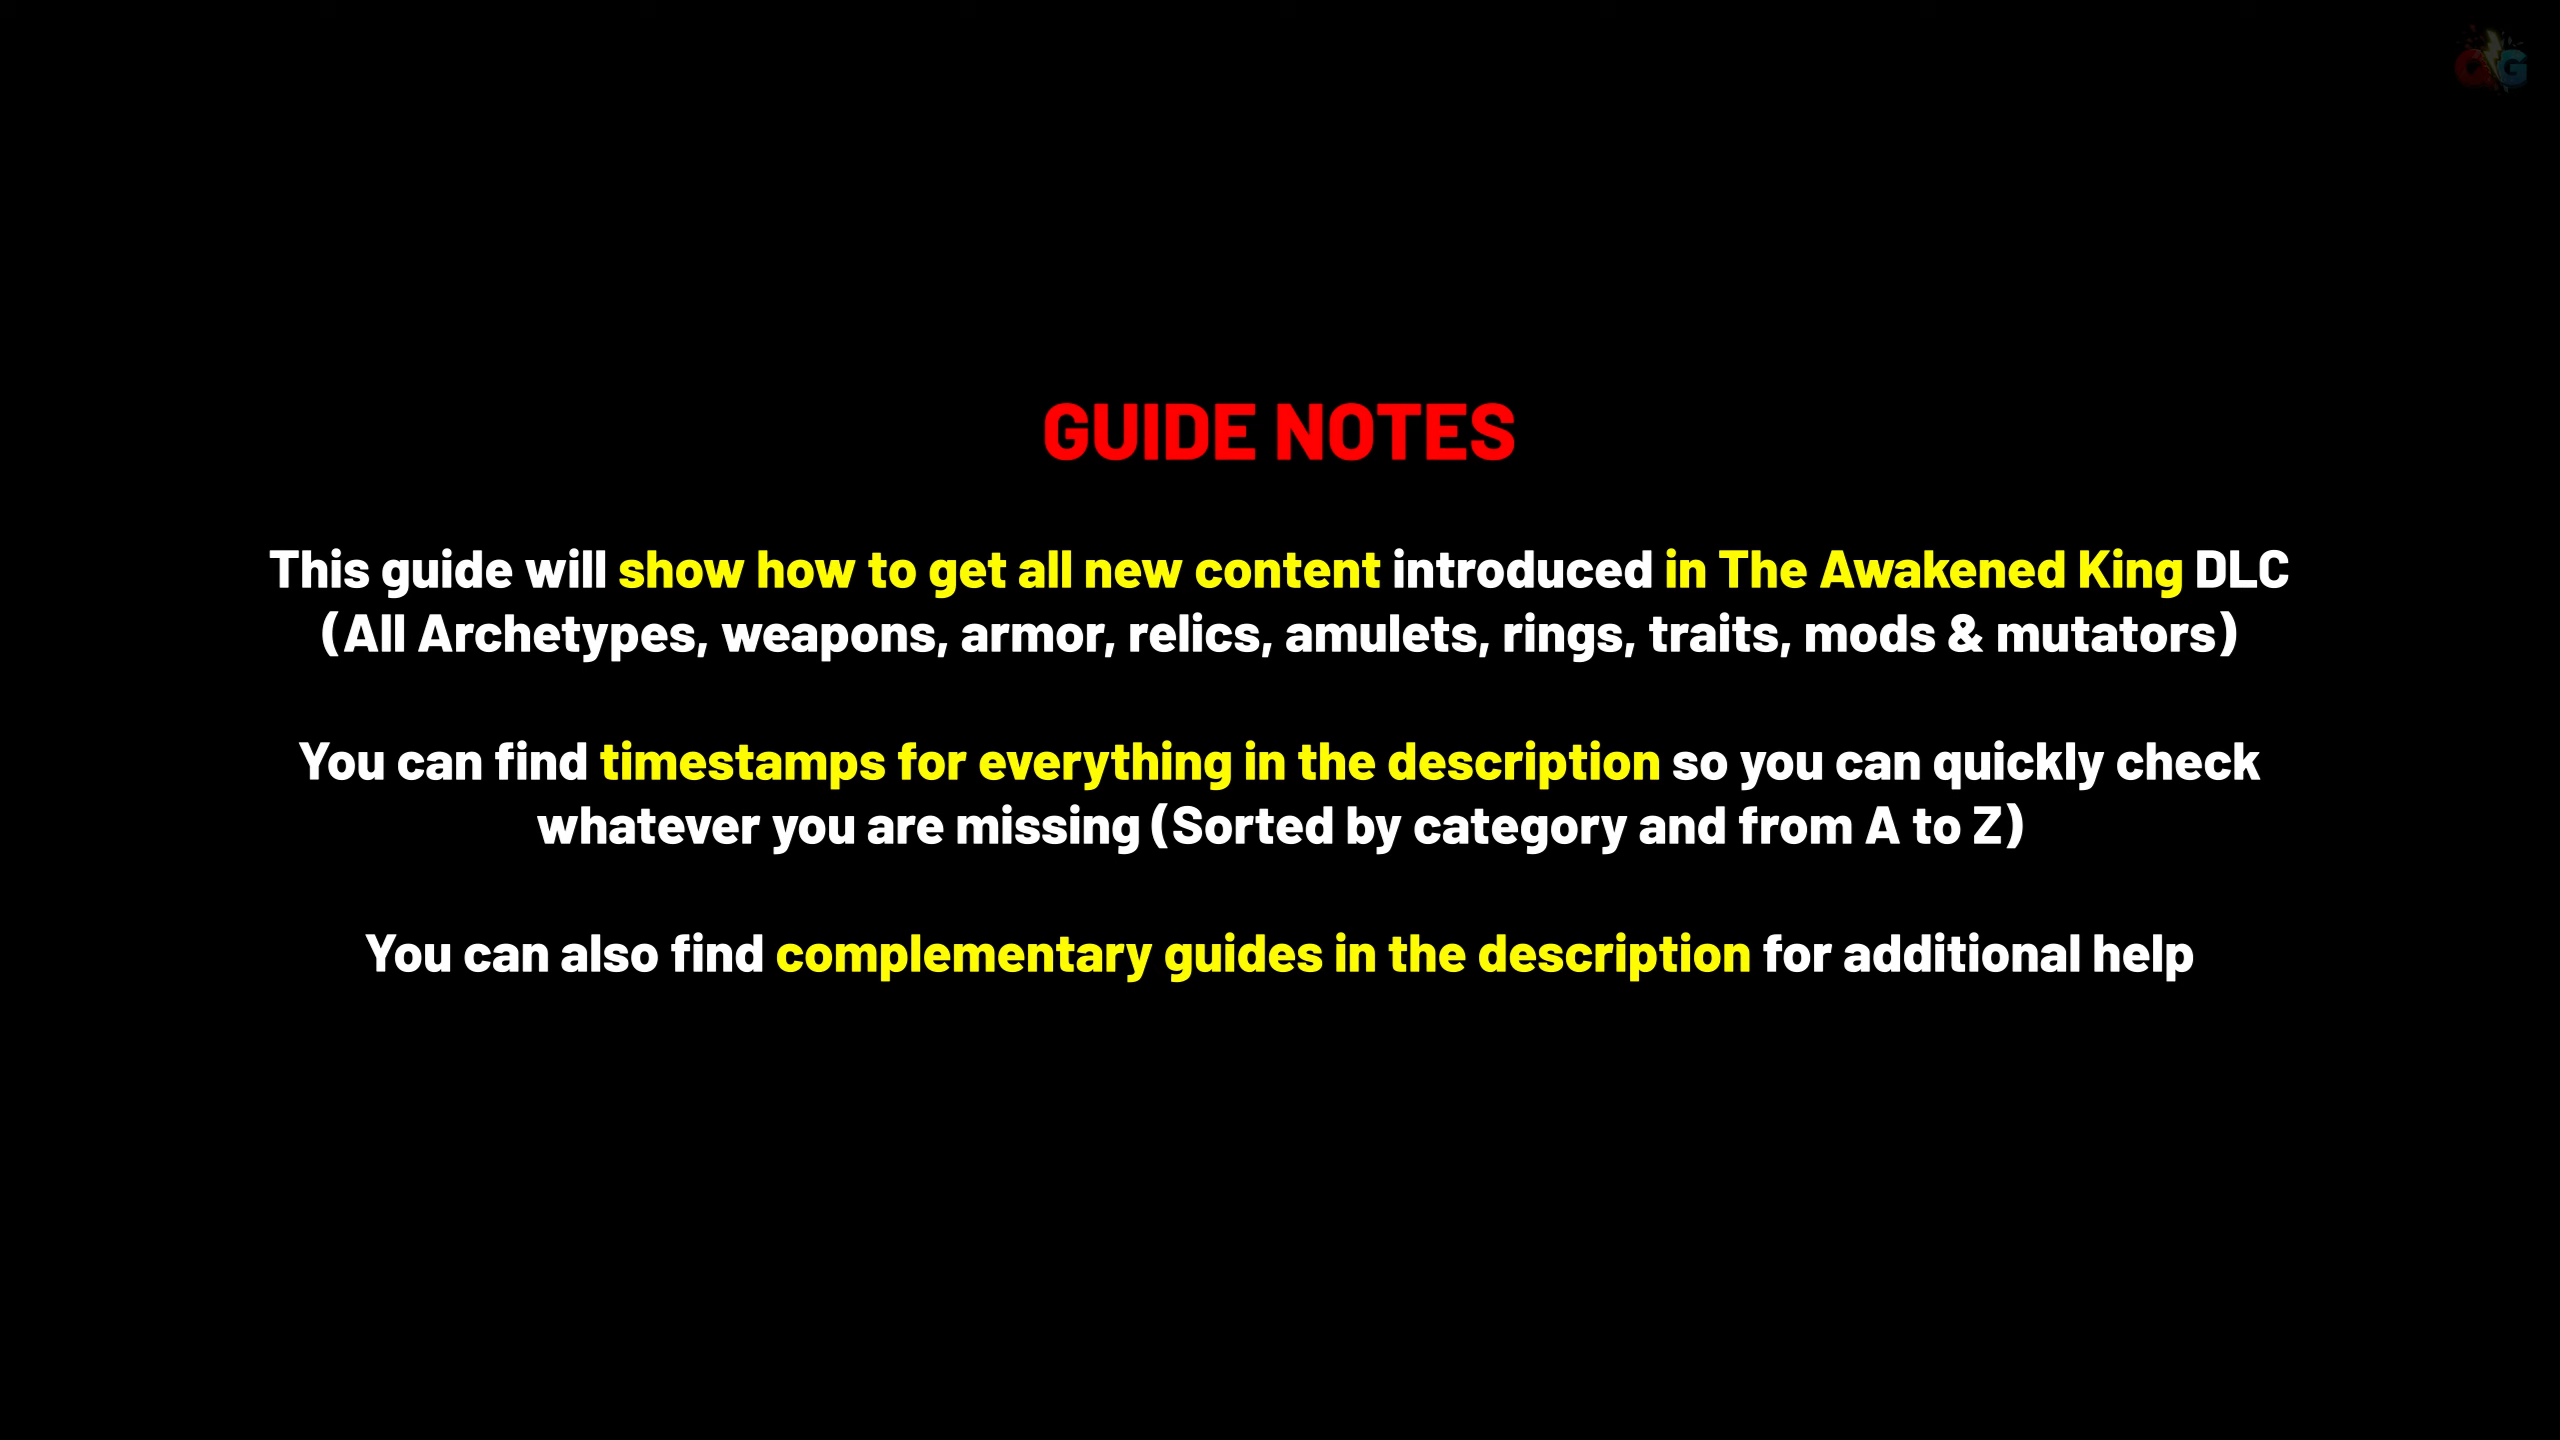 GUIDE NOTES
This guide will show how to get all new content introduced in The Awakened King DLC
(All Archetypes, weapons, armor, relics, amulets, rings, traits, mods & mutators)
You can find timestamps for everything in the description so you can quickly check
whatever you are missing (Sorted by category and from A to Z)
You can also find complementary guides in the description for additional help